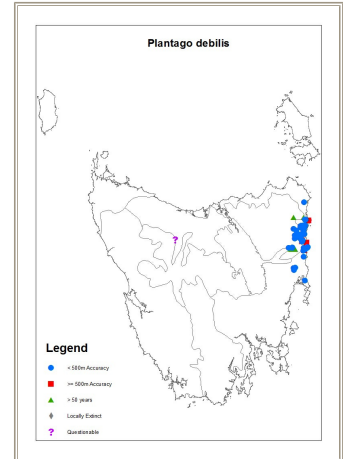 Plantago debilis
?
Legend
< 500m Accuracy
>= 500m Accuracy
> 50 years
Locally Extinct
? Questionable